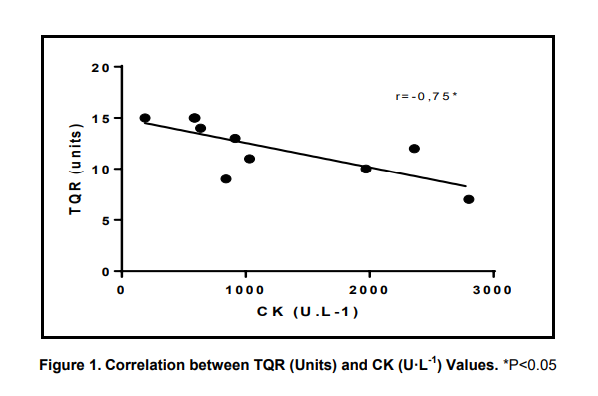 20
r=-0,75*
15
TQR (units)
10
5
0
0 1000 2000 3000
CK (U.L-1)
Figure 1. Correlation between TQR (Units) and CK (U·L-1) Values. *P<0.05